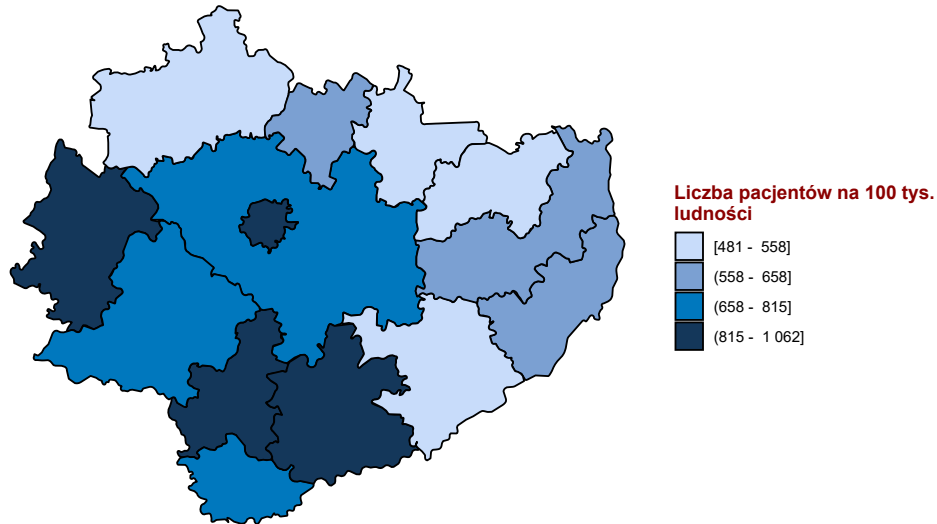 Liczba pacjentów na 100 tys.
ludności
[481 - 558]
(558 - 658]
(658 - 815]
(815 - 1 062]